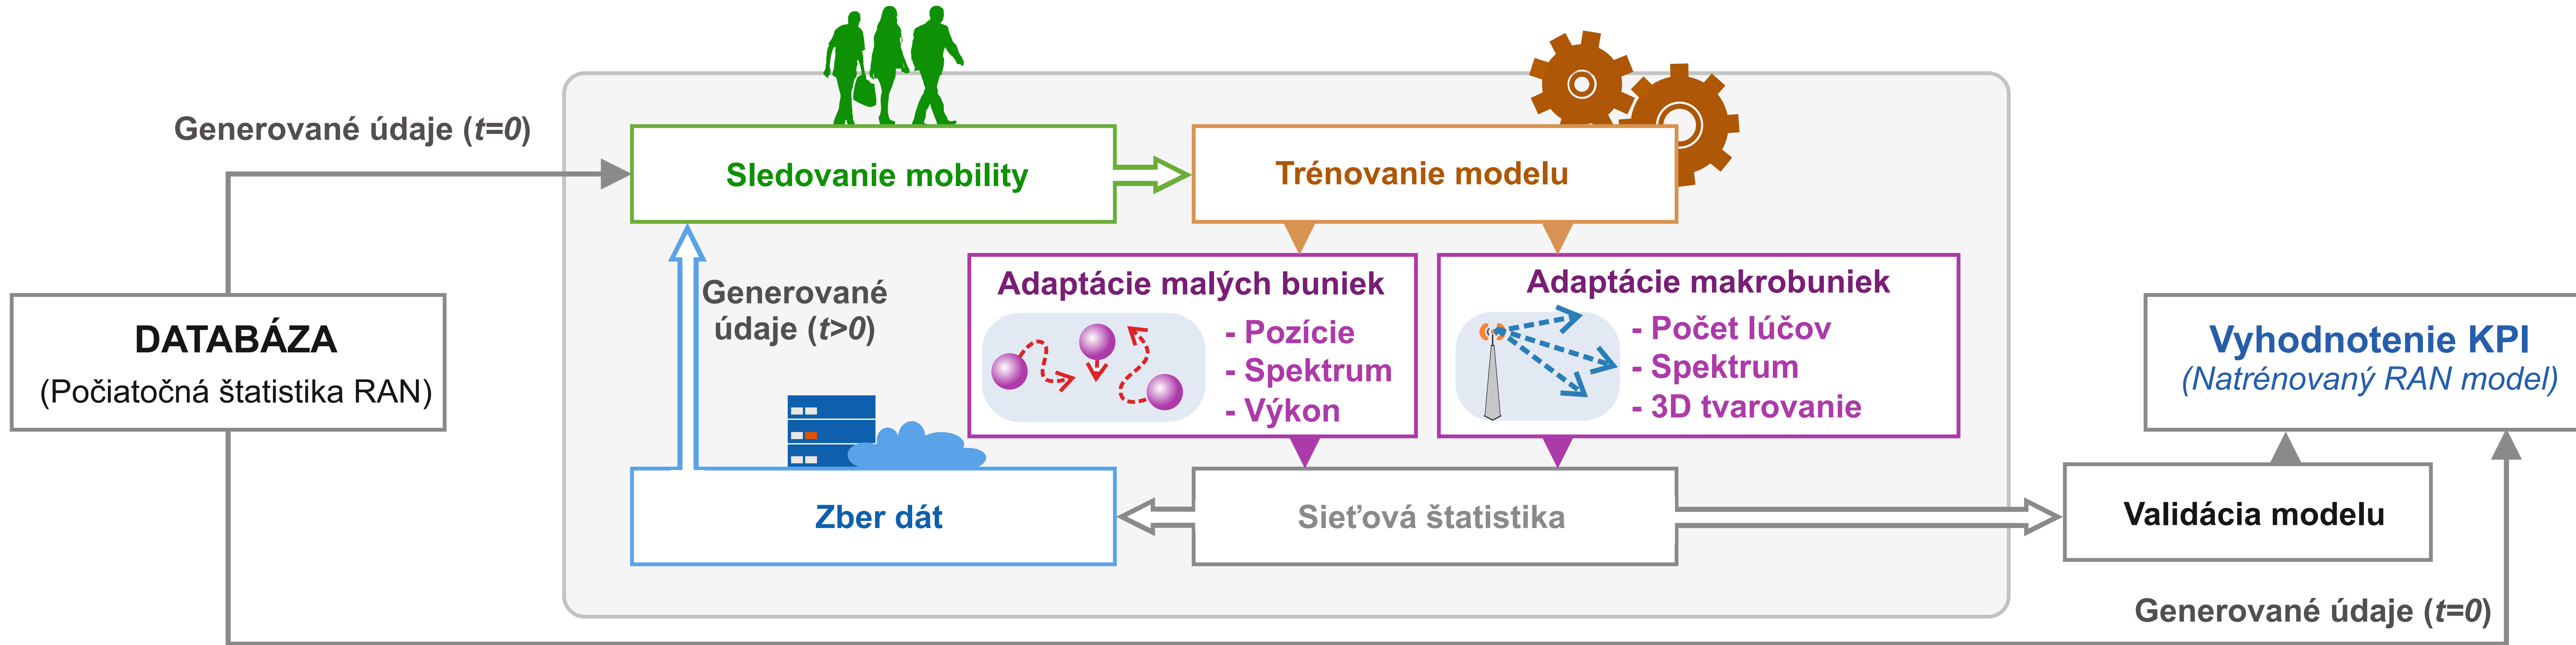 Generované údaje (t=0)
Sledovanie mobility
Trénovanie modelu
DATABÁZA
(Počiatočná štatistika RAN)
Generované
údaje (t>0)
Adaptácie malých buniek
- Pozície
- Spektrum
- Výkon
Adaptácie makrobuniek
- Počet lúčov
- Spektrum
- 3D tvarovanie
Vyhodnotenie KPI
(Natrénovaný RAN model)
Zber dát
Sieťová štatistika
Validácia modelu
Generované údaje (t=0)